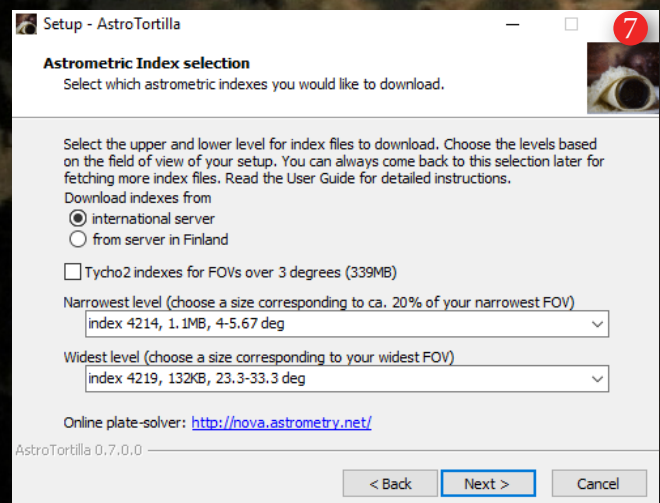 Setup - AstroTortilla
7
Astrometric Index selection
Select which astrometric indexes you would like to download.
Select the upper and lower level for index files to download. Choose the levels based
on the field of view of your setup. You can always come back to this selection later for
fetching more index files. Read the User Guide for detailed instructions.
Download indexes from
international server
from server in Finland
Tycho2 indexes for FOVs over 3 degrees (339MB)
Narrowest level (choose a size corresponding to ca. 20% of your narrowest FOV)
index 4214, 1.1MB, 4-5.67 deg
Widest level (choose a size corresponding to your widest FOV)
index 4219, 132KB, 23.3-33.3 deg
Online plate-solver: http://nova.astrometry.net/
AstroTortilla 0.7.0.0
< Back Next > Cancel